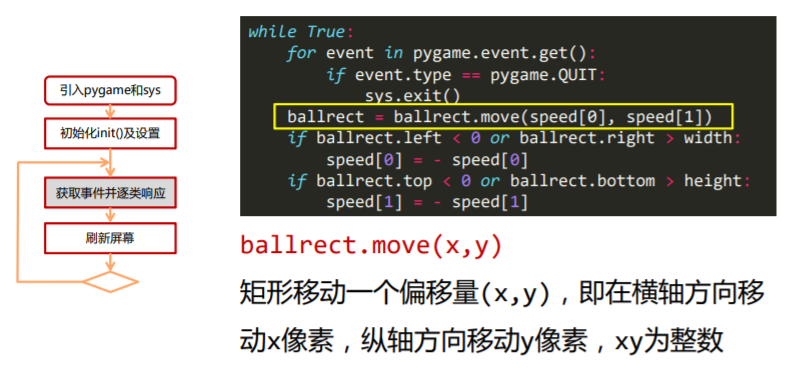 引入pygame和sys
初始化init()及设置
获取事件并逐类响应
刷新屏幕
while True:
    for event in pygame.event.get():
        if event.type == pygame.QUIT:
            sys.exit()
    ballrect = ballrect.move(speed[0], speed[1])
    if ballrect.left < 0 or ballrect.right > width:
        speed[0] = - speed[0]
    if ballrect.top < 0 or ballrect.bottom > height:
        speed[1] = - speed[1]
ballrect.move(x,y)
矩形移动一个偏移量(x,y)，即在横轴方向移
动x像素，纵轴方向移动y像素，xy为整数